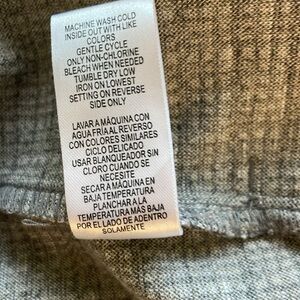 MACHINE WASH COLD
INSIDE OUT WITH LIKE
COLORS
GENTLE CYCLE
ONLY NON-CHLORINE
BLEACH WHEN NEEDED
TUMBLE DRY LOW
IRON ON LOWEST
SETTING ON REVERSE
SIDE ONLY
LAVAR A MÁQUINA CON
AGUA FRIA AL REVERSO
CON COLORES SIMILARES
CICLO DELICADO
USAR BLANQUEADOR SIN
CLORO CUANDO SE
NECESITE
SECAR A MÁQUINA EN
BAJA TEMPERATURA
PLANCHAR A LA
TEMPERATURA MÁS BAJA
POR EL LADO DE ADENTRO
SOLAMENTE